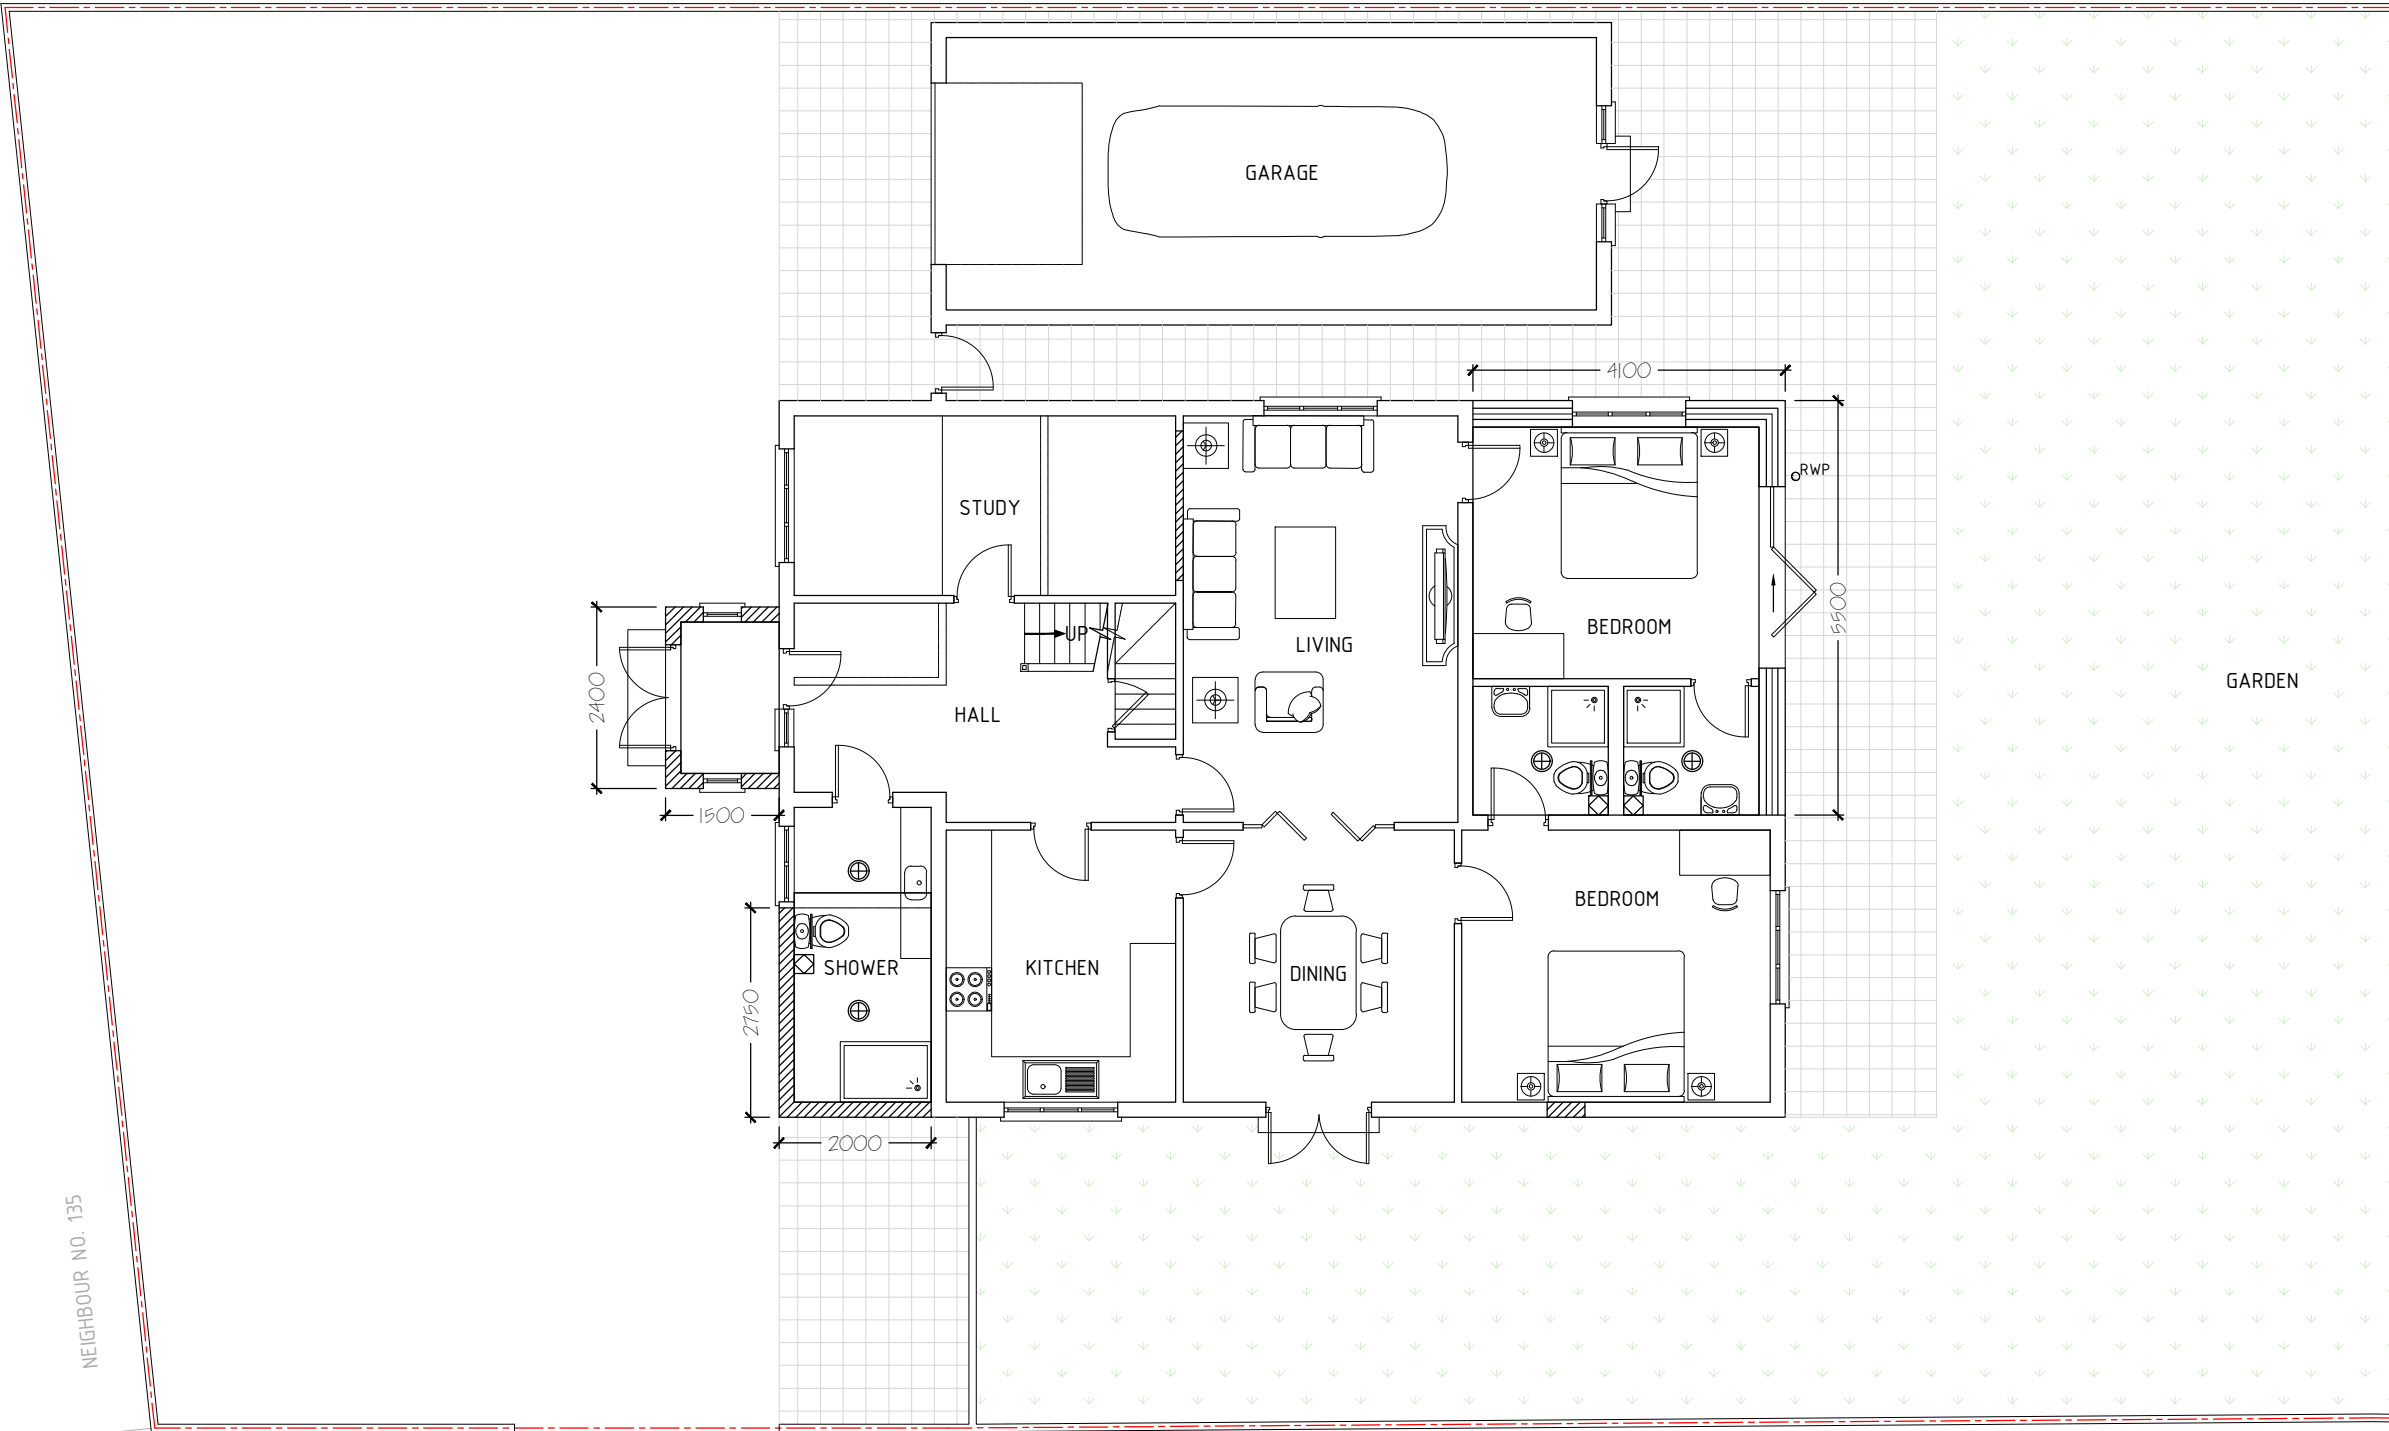 GARAGE
4100
RWP
STUDY
5500
BEDROOM
UP
LIVING
GARDEN
2400
HALL
1500
BEDROOM
SHOWER
KITCHEN
DINING
2750
2000
NEIGHBOUR NO. 135